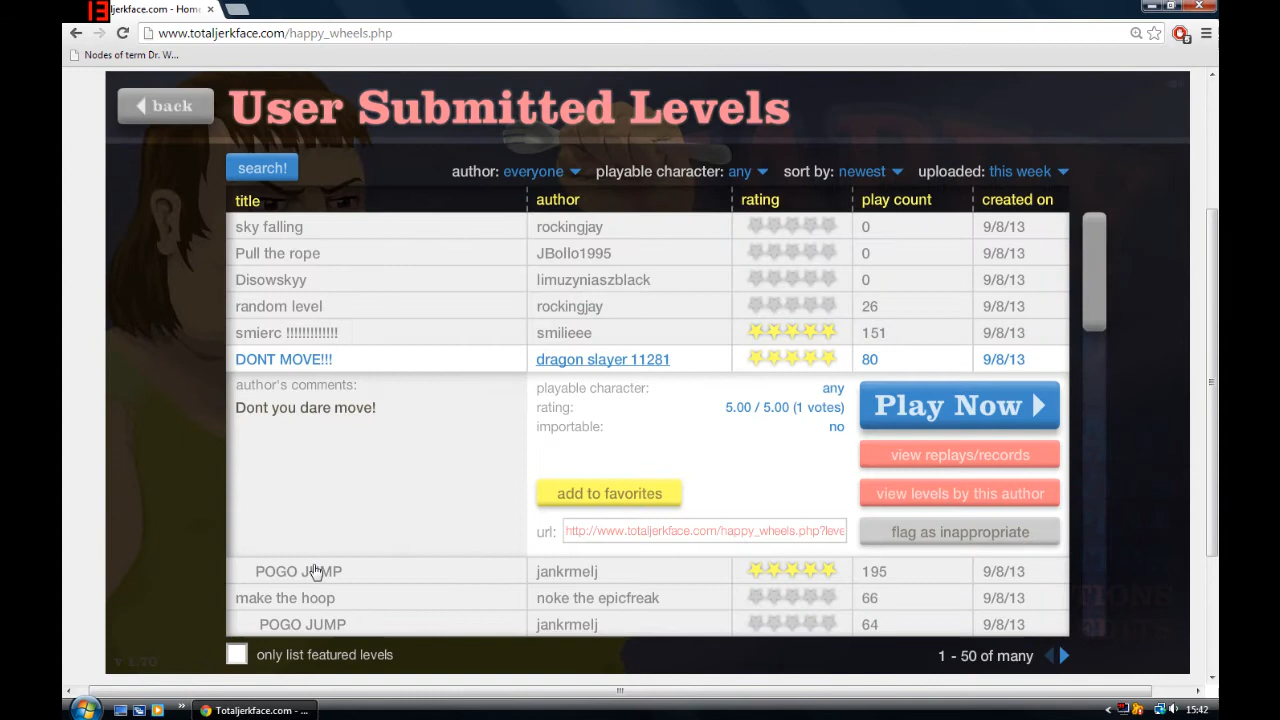 13
ljerkface.com - Home
www.totaljerkface.com/happy_wheels.php
Nodes of term Dr. W...
back
User Submitted Levels
search!
author: everyone playable character: any sort by: newest uploaded: this week
title author rating play count created on
sky falling rockingjay 0 9/8/13
Pull the rope JBollo1995 0 9/8/13
Disowskyy limuzyniaszblack 0 9/8/13
random level rockingjay 26 9/8/13
smierc !!!!!!!!!!!!! smilieee 151 9/8/13
DONT MOVE!!! dragon slayer 11281 80 9/8/13
author's comments:
Dont you dare move!
playable character: any
rating: 5.00 / 5.00 (1 votes)
importable: no
Play Now
view replays/records
add to favorites
view levels by this author
url: http://www.totaljerkface.com/happy_wheels.php?leve
flag as inappropriate
POGO JUMP jankrmelj 195 9/8/13
make the hoop noke the epicfreak 66 9/8/13
POGO JUMP jankrmelj 64 9/8/13
only list featured levels
1 - 50 of many
v 1.70
Totaljerkface.com - ...
15:42